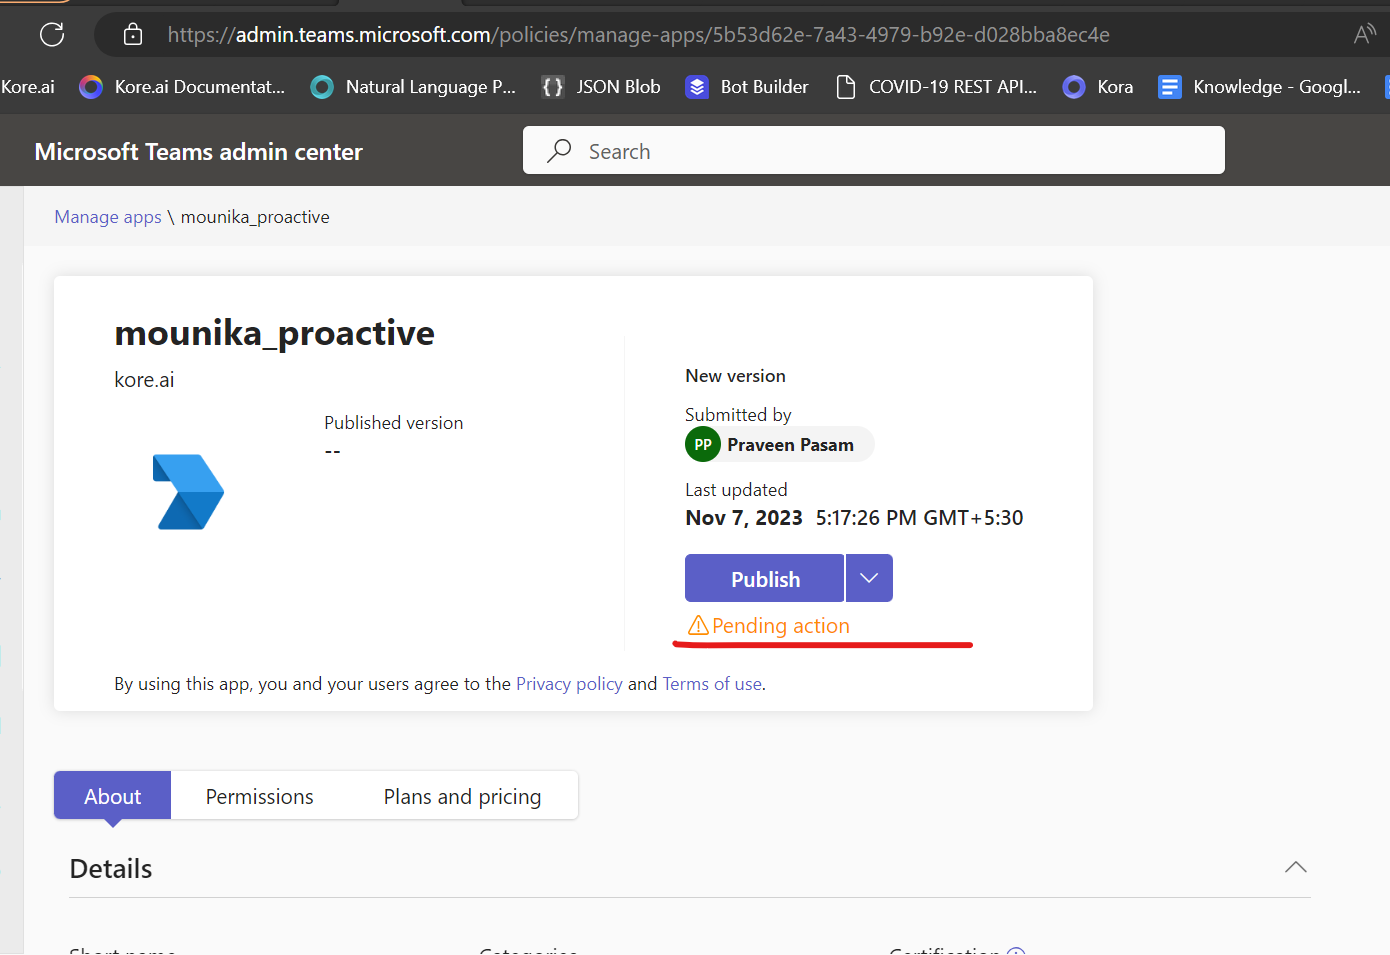 https://admin.teams.microsoft.com/policies/manage-apps/5b53d62e-7a43-4979-b92e-d028bba8ec4e
Kore.ai Kore.ai Documentat... Natural Language P... JSON Blob Bot Builder COVID-19 REST API... Kora Knowledge - Googl...
Microsoft Teams admin center Search
Manage apps \ mounika_proactive
mounika_proactive
kore.ai
Published version
--
New version
Submitted by
PP Praveen Pasam
Last updated
Nov 7, 2023 5:17:26 PM GMT+5:30
Publish
Pending action
By using this app, you and your users agree to the Privacy policy and Terms of use.
About Permissions Plans and pricing
Details
Short name Categories Certification